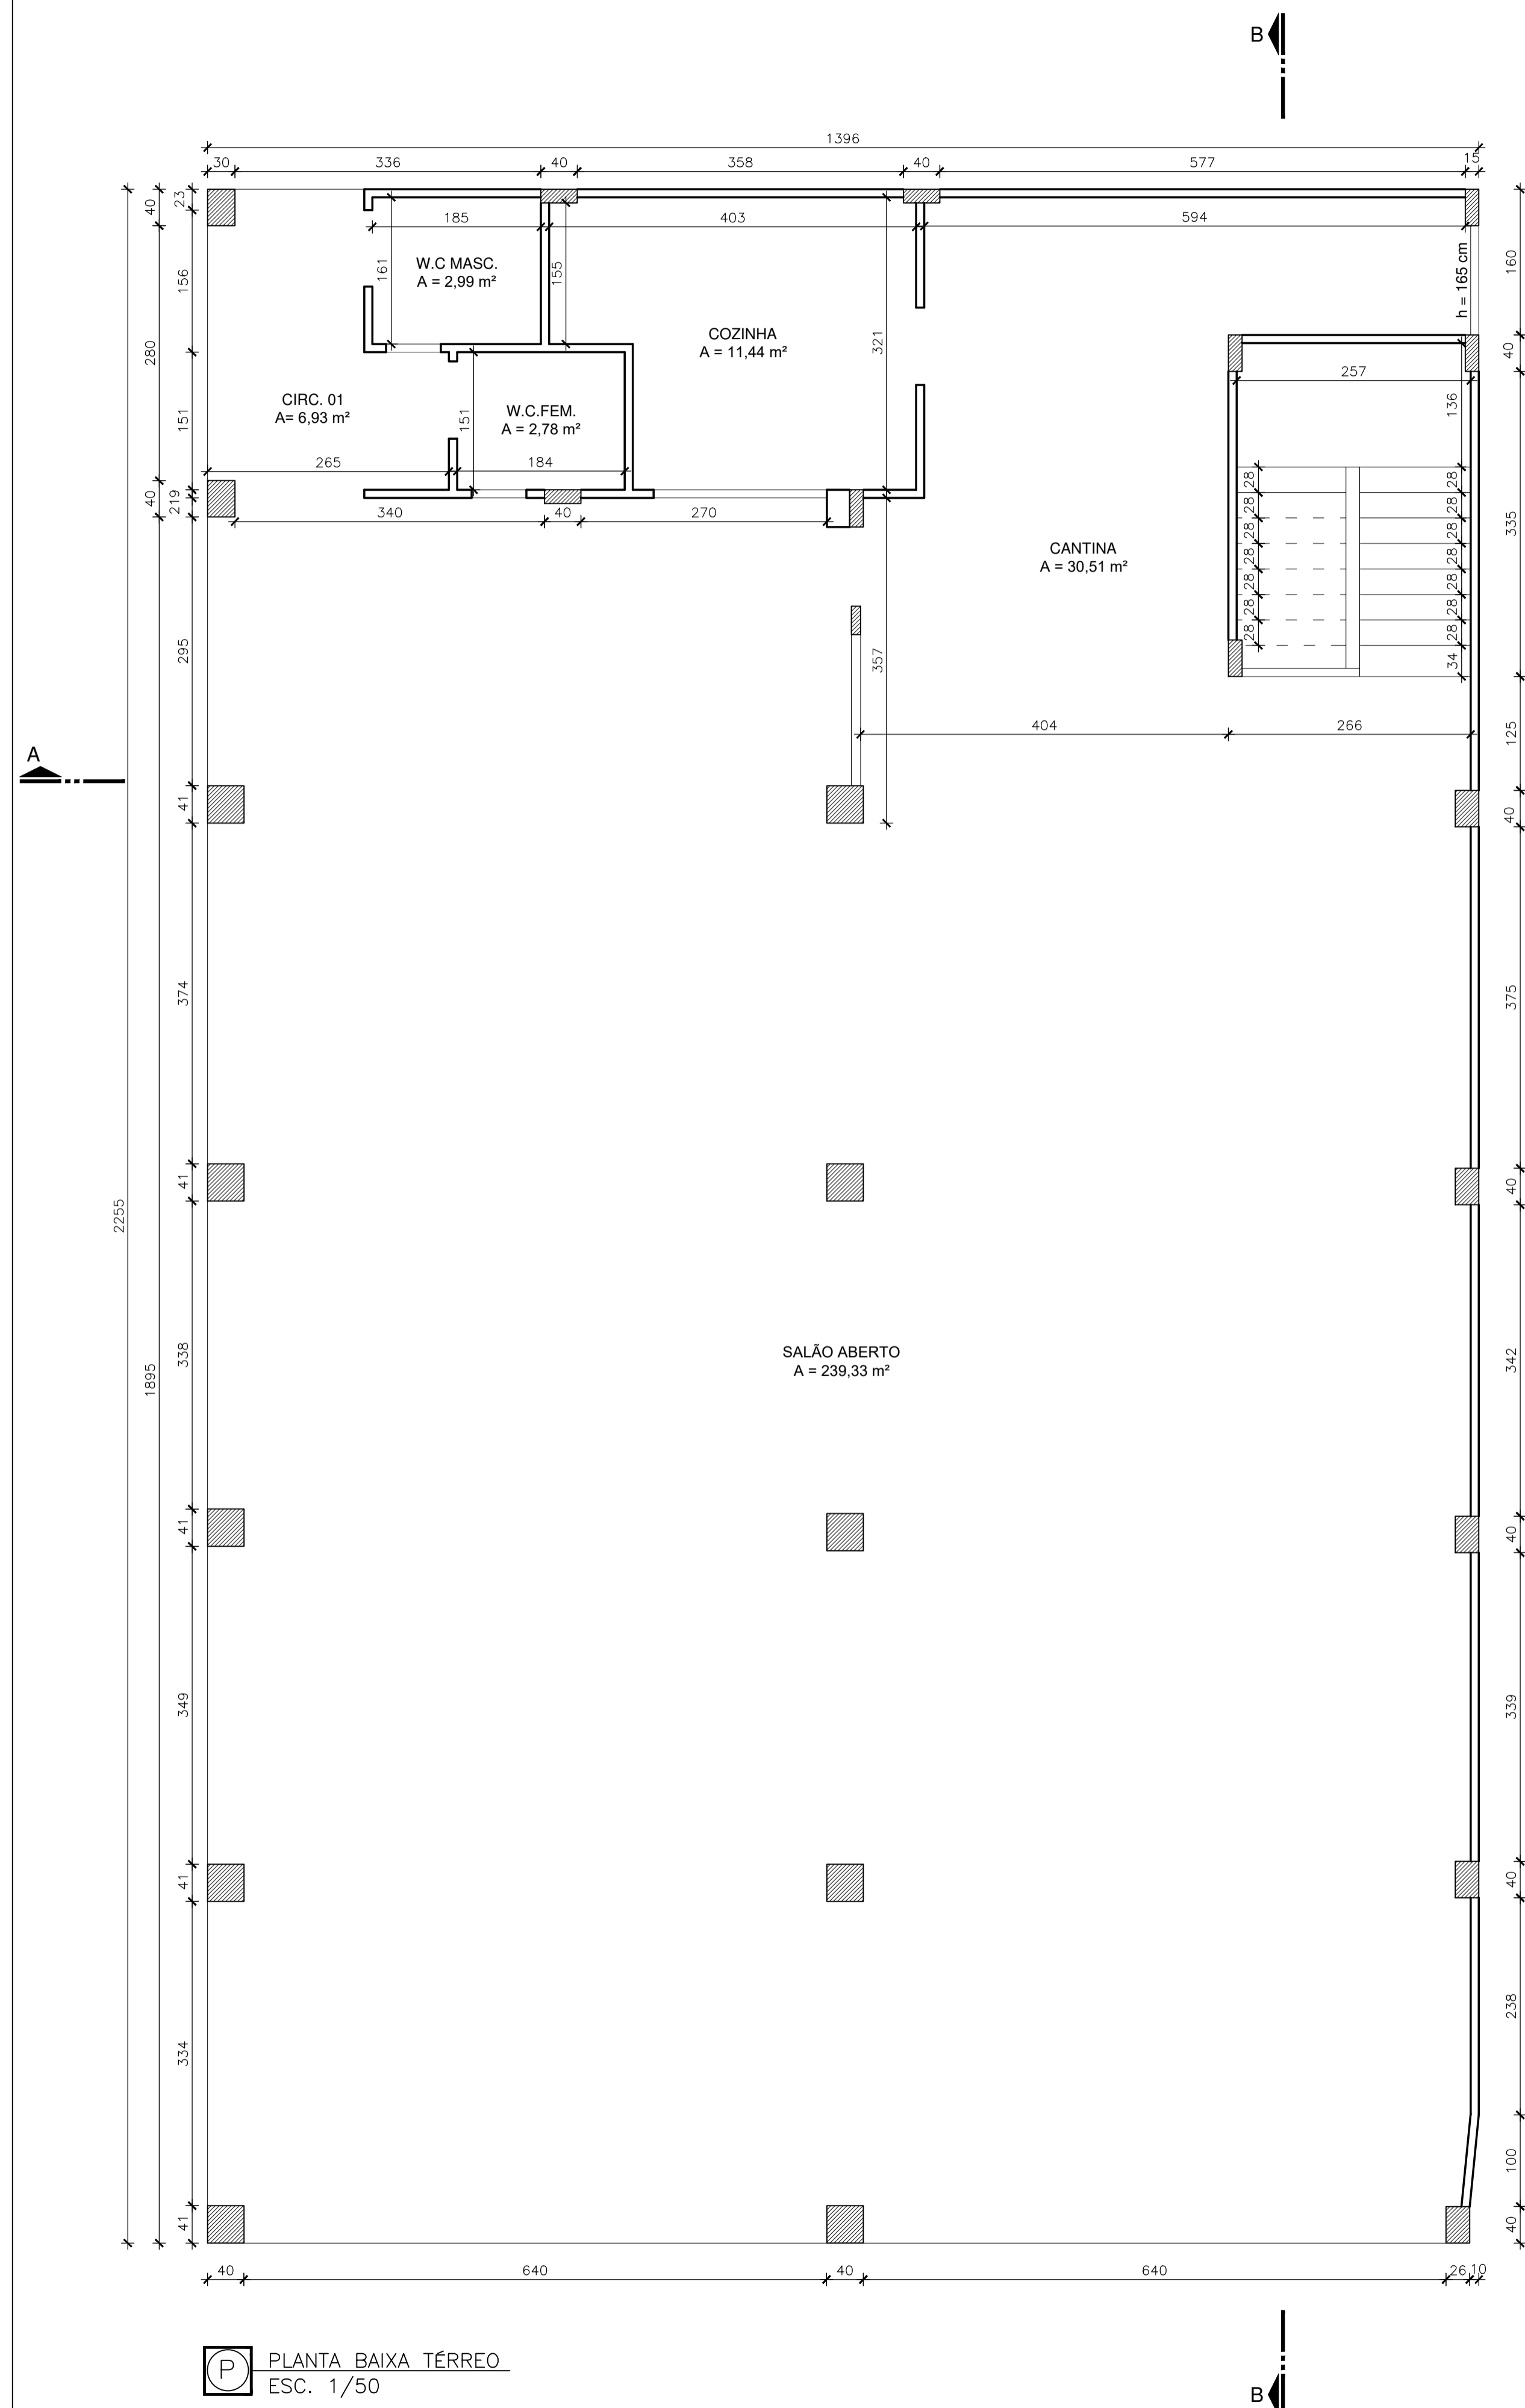 B
1396
30 336 40 358 40 577 15
23
40
185 403 594
W.C MASC.
A = 2,99 m²
161
155
156
160
h = 165 cm
COZINHA
A = 11,44 m²
321
280
40
257
136
CIRC. 01
A= 6,93 m²
W.C.FEM.
A = 2,78 m²
151
151
265 184
40
219
28 28
28 28
28 28
28 28
28 28
28 28
28 28
34
335
340 40 270
CANTINA
A = 30,51 m²
295
357
404 266
125
A
41
40
374
375
41
40
2255
338
342
SALÃO ABERTO
A = 239,33 m²
1895
41
40
349
339
41
40
238
334
100
41
40
40 640 40 640 26 10
P
PLANTA BAIXA TÉRREO
ESC. 1/50
B